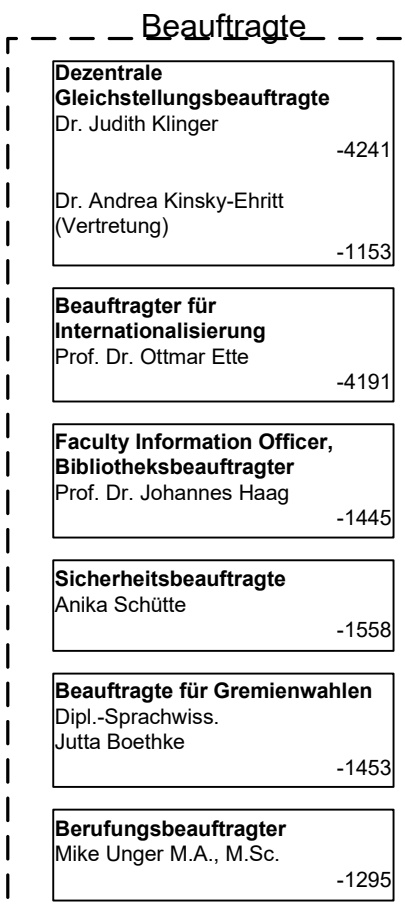 Beauftragte
Dezentrale
Gleichstellungsbeauftragte
Dr. Judith Klinger
-4241
Dr. Andrea Kinsky-Ehritt
(Vertretung)
-1153
Beauftragter für
Internationalisierung
Prof. Dr. Ottmar Ette
-4191
Faculty Information Officer,
Bibliotheksbeauftragter
Prof. Dr. Johannes Haag
-1445
Sicherheitsbeauftragte
Anika Schütte
-1558
Beauftragte für Gremienwahlen
Dipl.-Sprachwiss.
Jutta Boethke
-1453
Berufungsbeauftragter
Mike Unger M.A., M.Sc.
-1295